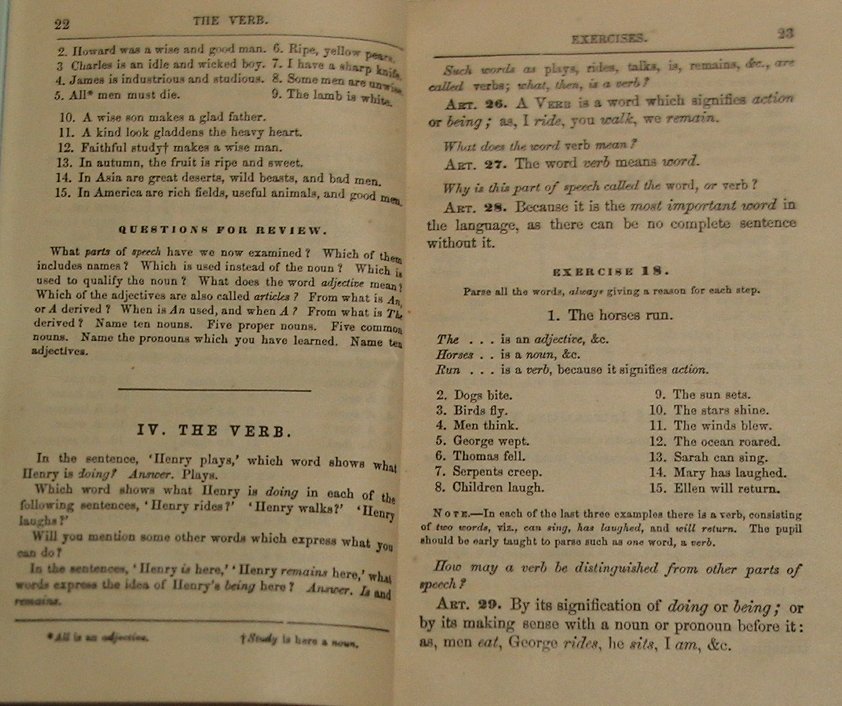 22
THE VERB.
2. Howard was a wise and good man. 6. Ripe, yellow pears.
3 Charles is an idle and wicked boy. 7. I have a sharp knife.
4. James is industrious and studious. 8. Some men are unwise.
5. All* men must die. 9. The lamb is white.
10. A wise son makes a glad father.
11. A kind look gladdens the heavy heart.
12. Faithful study† makes a wise man.
13. In autumn, the fruit is ripe and sweet.
14. In Asia are great deserts, wild beasts, and bad men.
15. In America are rich fields, useful animals, and good men.
QUESTIONS FOR REVIEW.
What parts of speech have we now examined? Which of them
includes names? Which is used instead of the noun? Which is
used to qualify the noun? What does the word adjective mean?
Which of the adjectives are also called articles? From what is An,
or A derived? When is An used, and when A? From what is The
derived? Name ten nouns. Five proper nouns. Five common
nouns. Name the pronouns which you have learned. Name ten
adjectives.
IV. THE VERB.
In the sentence, 'Henry plays,' which word shows what
Henry is doing? Answer. Plays.
Which word shows what Henry is doing in each of the
following sentences, 'Henry rides?' 'Henry walks?' 'Henry
laughs?'
Will you mention some other words which express what you
can do?
In the sentences, 'Henry is here,' 'Henry remains here,' what
words express the idea of Henry's being here? Answer. Is and
remains.
*All is an adjective. †Study is here a noun.
EXERCISES.
23
Such words as plays, rides, talks, is, remains, &c., are
called verbs; what, then, is a verb?
ART. 26. A VERB is a word which signifies action
or being; as, I ride, you walk, we remain.
What does the word verb mean?
ART. 27. The word verb means word.
Why is this part of speech called the word, or verb?
ART. 28. Because it is the most important word in
the language, as there can be no complete sentence
without it.
EXERCISE 18.
Parse all the words, always giving a reason for each step.
1. The horses run.
The . . . is an adjective, &c.
Horses . . is a noun, &c.
Run . . . is a verb, because it signifies action.
2. Dogs bite.
3. Birds fly.
4. Men think.
5. George wept.
6. Thomas fell.
7. Serpents creep.
8. Children laugh.
9. The sun sets.
10. The stars shine.
11. The winds blew.
12. The ocean roared.
13. Sarah can sing.
14. Mary has laughed.
15. Ellen will return.
NOTE.—In each of the last three examples there is a verb, consisting
of two words, viz., can sing, has laughed, and will return. The pupil
should be early taught to parse such as one word, a verb.
How may a verb be distinguished from other parts of
speech?
ART. 29. By its signification of doing or being; or
by its making sense with a noun or pronoun before it:
as, men eat, George rides, he sits, I am, &c.